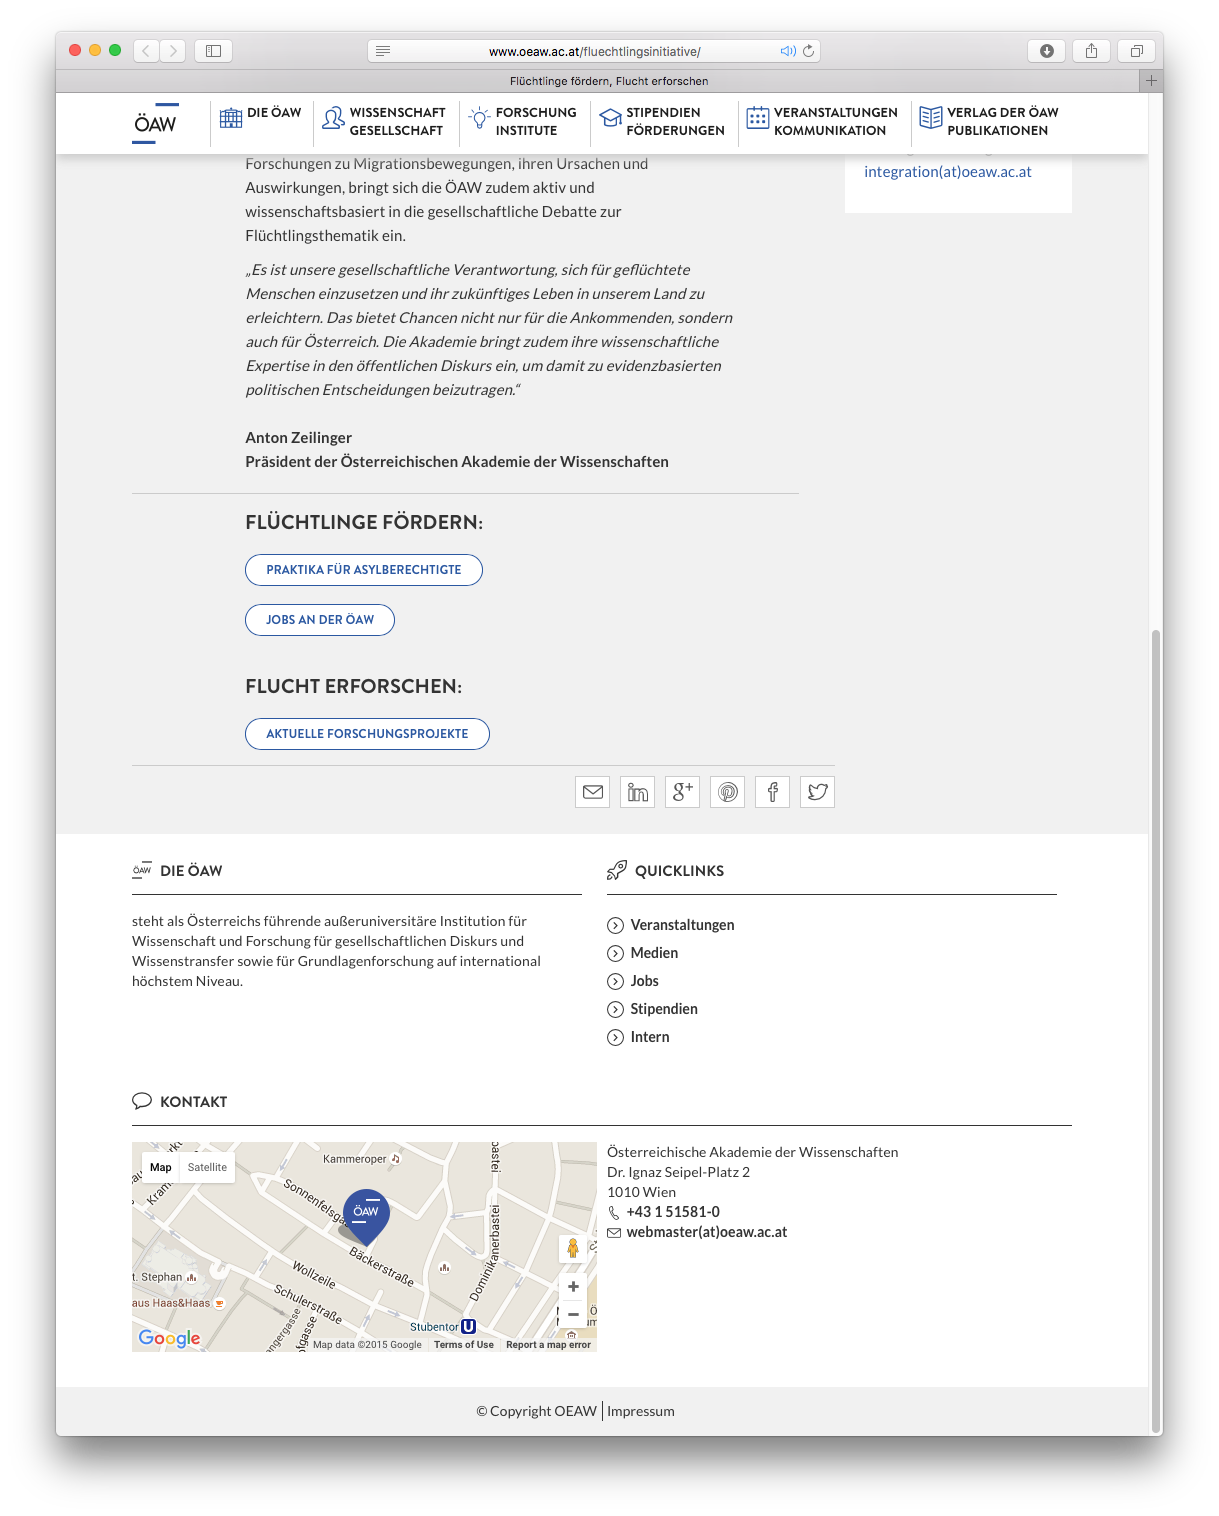 www.oeaw.ac.at/fluechtlingsinitiative/
Flüchtlinge fördern, Flucht erforschen
ÖAW
DIE ÖAW
WISSENSCHAFT
GESELLSCHAFT
FORSCHUNG
INSTITUTE
STIPENDIEN
FÖRDERUNGEN
VERANSTALTUNGEN
KOMMUNIKATION
VERLAG DER ÖAW
PUBLIKATIONEN
Forschungen zu Migrationsbewegungen, ihren Ursachen und
Auswirkungen, bringt sich die ÖAW zudem aktiv und
wissenschaftsbasiert in die gesellschaftliche Debatte zur
Flüchtlingsthematik ein.
integration(at)oeaw.ac.at
„Es ist unsere gesellschaftliche Verantwortung, sich für geflüchtete
Menschen einzusetzen und ihr zukünftiges Leben in unserem Land zu
erleichtern. Das bietet Chancen nicht nur für die Ankommenden, sondern
auch für Österreich. Die Akademie bringt zudem ihre wissenschaftliche
Expertise in den öffentlichen Diskurs ein, um damit zu evidenzbasierten
politischen Entscheidungen beizutragen.“
Anton Zeilinger
Präsident der Österreichischen Akademie der Wissenschaften
FLÜCHTLINGE FÖRDERN:
PRAKTIKA FÜR ASYLBERECHTIGTE
JOBS AN DER ÖAW
FLUCHT ERFORSCHEN:
AKTUELLE FORSCHUNGSPROJEKTE
in g+ f
ÖAW DIE ÖAW
steht als Österreichs führende außeruniversitäre Institution für
Wissenschaft und Forschung für gesellschaftlichen Diskurs und
Wissenstransfer sowie für Grundlagenforschung auf international
höchstem Niveau.
QUICKLINKS
Veranstaltungen
Medien
Jobs
Stipendien
Intern
KONTAKT
Map Satellite
Kammeroper
Sonnenfelsga
ÖAW
Bäckerstraße
Wollzeile
Schulerstraße
Dominikanerbastei
bastei
t. Stephan
aus Haas&Haas
Stubentor U
Google
Map data ©2015 Google
Terms of Use
Report a map error
Österreichische Akademie der Wissenschaften
Dr. Ignaz Seipel-Platz 2
1010 Wien
+43 1 51581-0
webmaster(at)oeaw.ac.at
© Copyright OEAW | Impressum